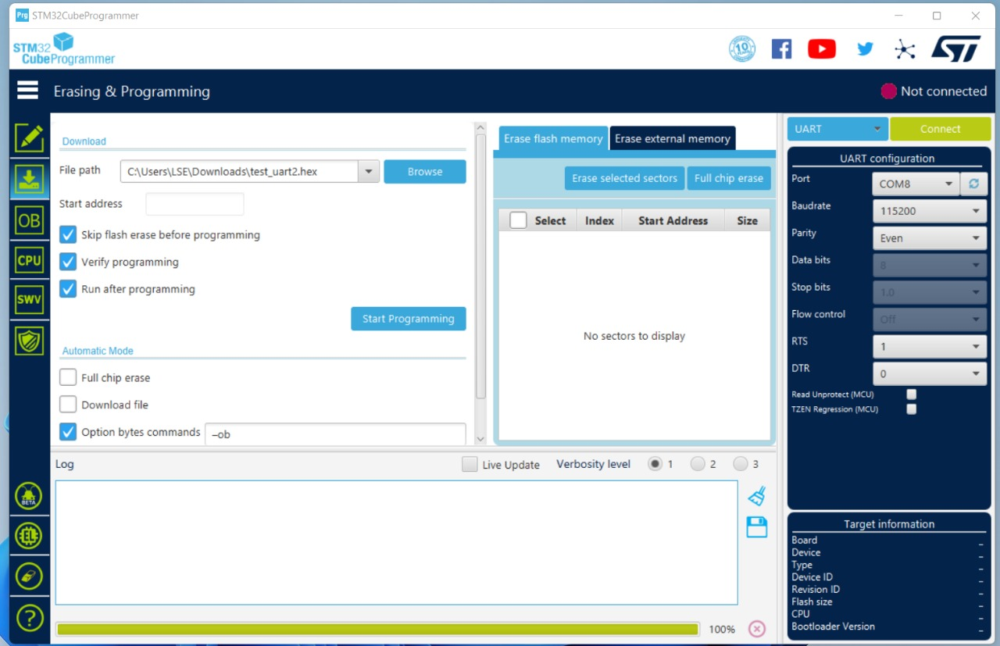 Prg STM32CubeProgrammer
STM32
CubeProgrammer
10
ST
Erasing & Programming
Not connected
Download
File path
C:\Users\LSE\Downloads\test_uart2.hex
Browse
Start address
Skip flash erase before programming
Verify programming
Run after programming
Start Programming
Automatic Mode
Full chip erase
Download file
Option bytes commands
–ob
OB
CPU
SWV
BETA
EL
?
Erase flash memory
Erase external memory
Erase selected sectors
Full chip erase
Select Index Start Address Size
No sectors to display
UART
Connect
UART configuration
Port COM8
Baudrate 115200
Parity Even
Data bits 8
Stop bits 1.0
Flow control Off
RTS 1
DTR 0
Read Unprotect (MCU)
TZEN Regression (MCU)
Log
Live Update Verbosity level 1 2 3
100%
Target information
Board –
Device –
Type –
Device ID –
Revision ID –
Flash size –
CPU –
Bootloader Version –